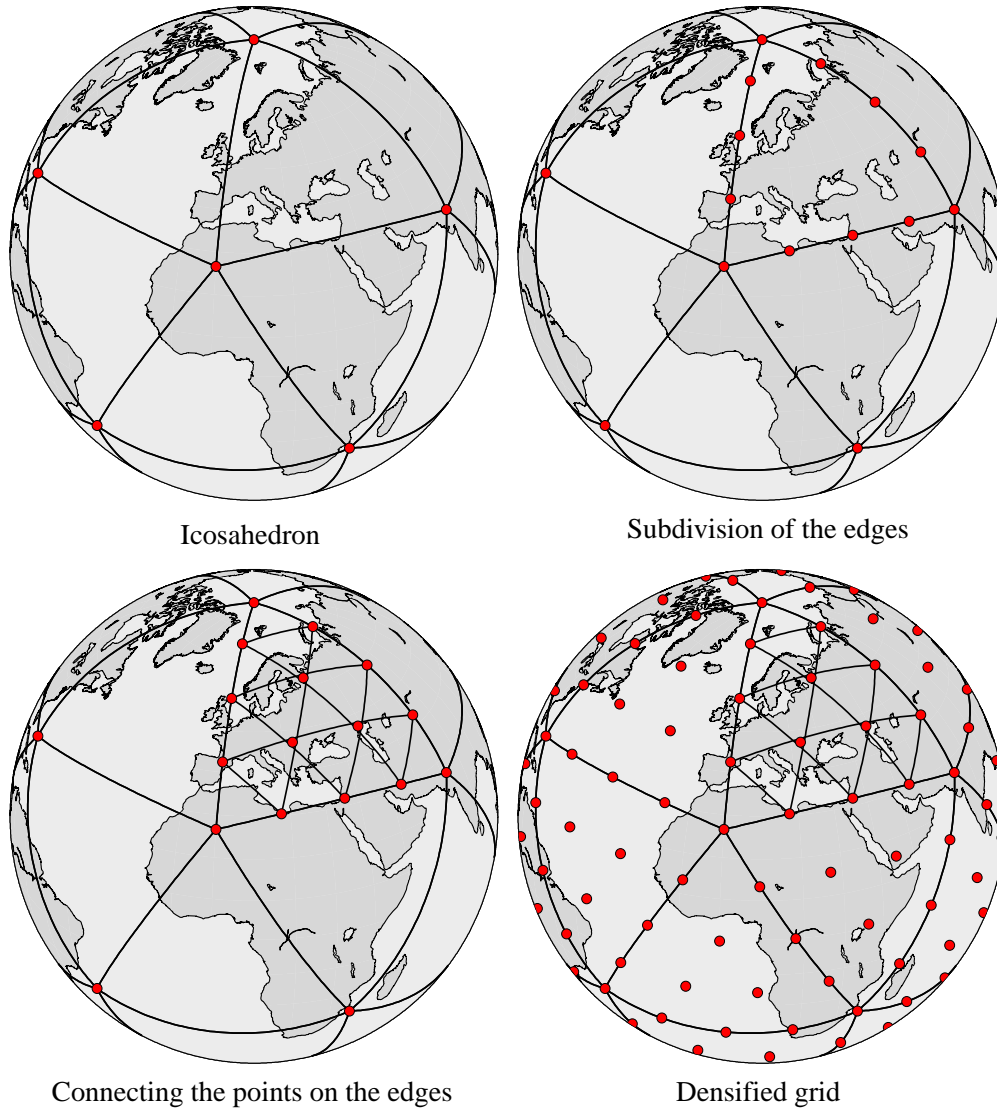 Icosahedron
Subdivision of the edges
Connecting the points on the edges
Densified grid